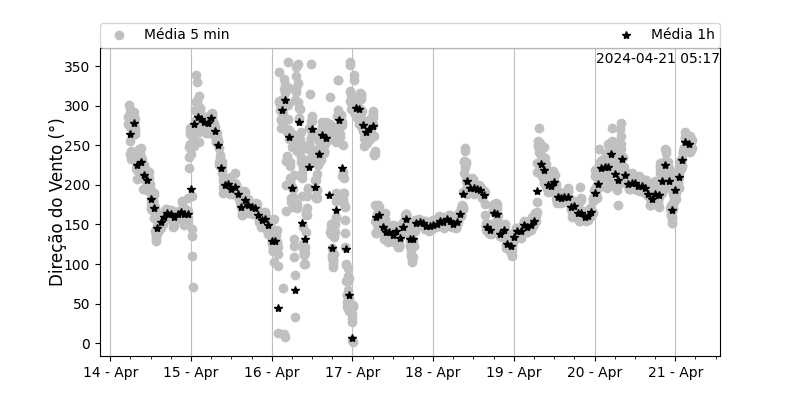 Média 5 min
Média 1h
2024-04-21 05:17
Direção do Vento (°)
350
300
250
200
150
100
50
0
14 - Apr
15 - Apr
16 - Apr
17 - Apr
18 - Apr
19 - Apr
20 - Apr
21 - Apr